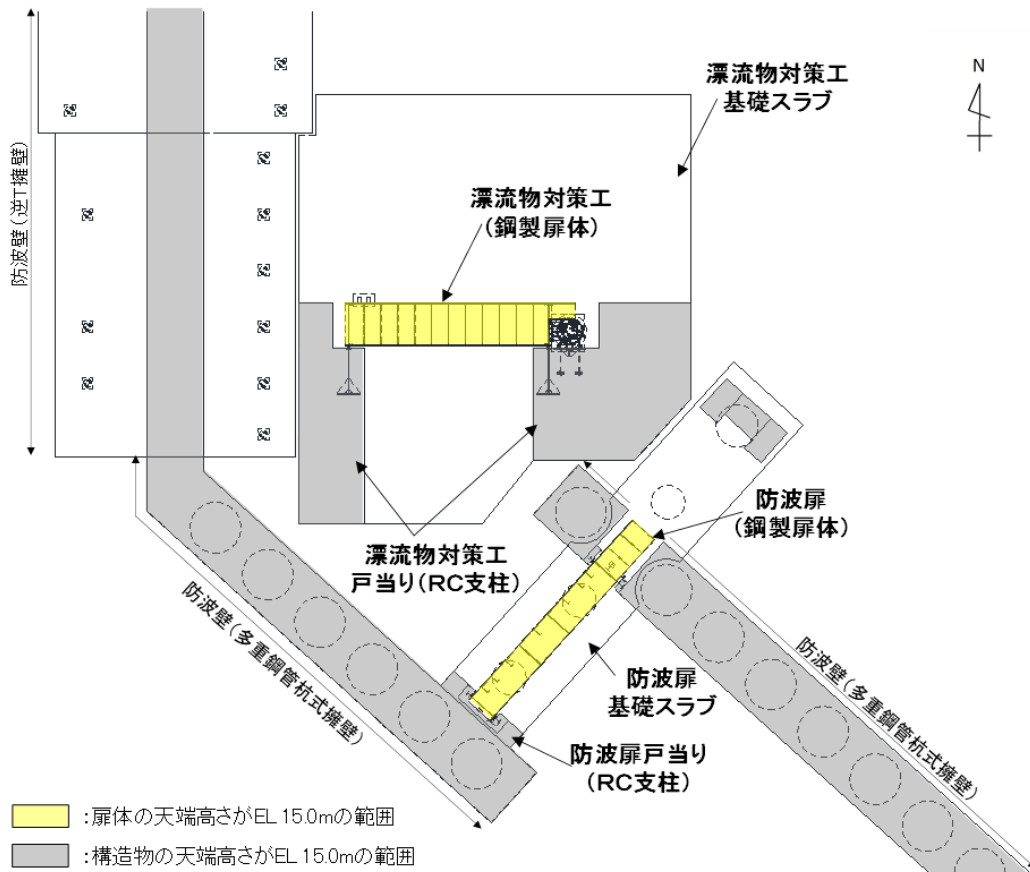 N
漂流物対策工
基礎スラブ
漂流物対策工
(鋼製扉体)
防波壁(逆T擁壁)
防波扉
(鋼製扉体)
漂流物対策工
戸当り(RC支柱)
防波壁(多重鋼管杭式擁壁)
防波扉
基礎スラブ
防波壁(多重鋼管杭式擁壁)
防波扉戸当り
(RC支柱)
:扉体の天端高さがEL 15.0mの範囲
:構造物の天端高さがEL 15.0mの範囲